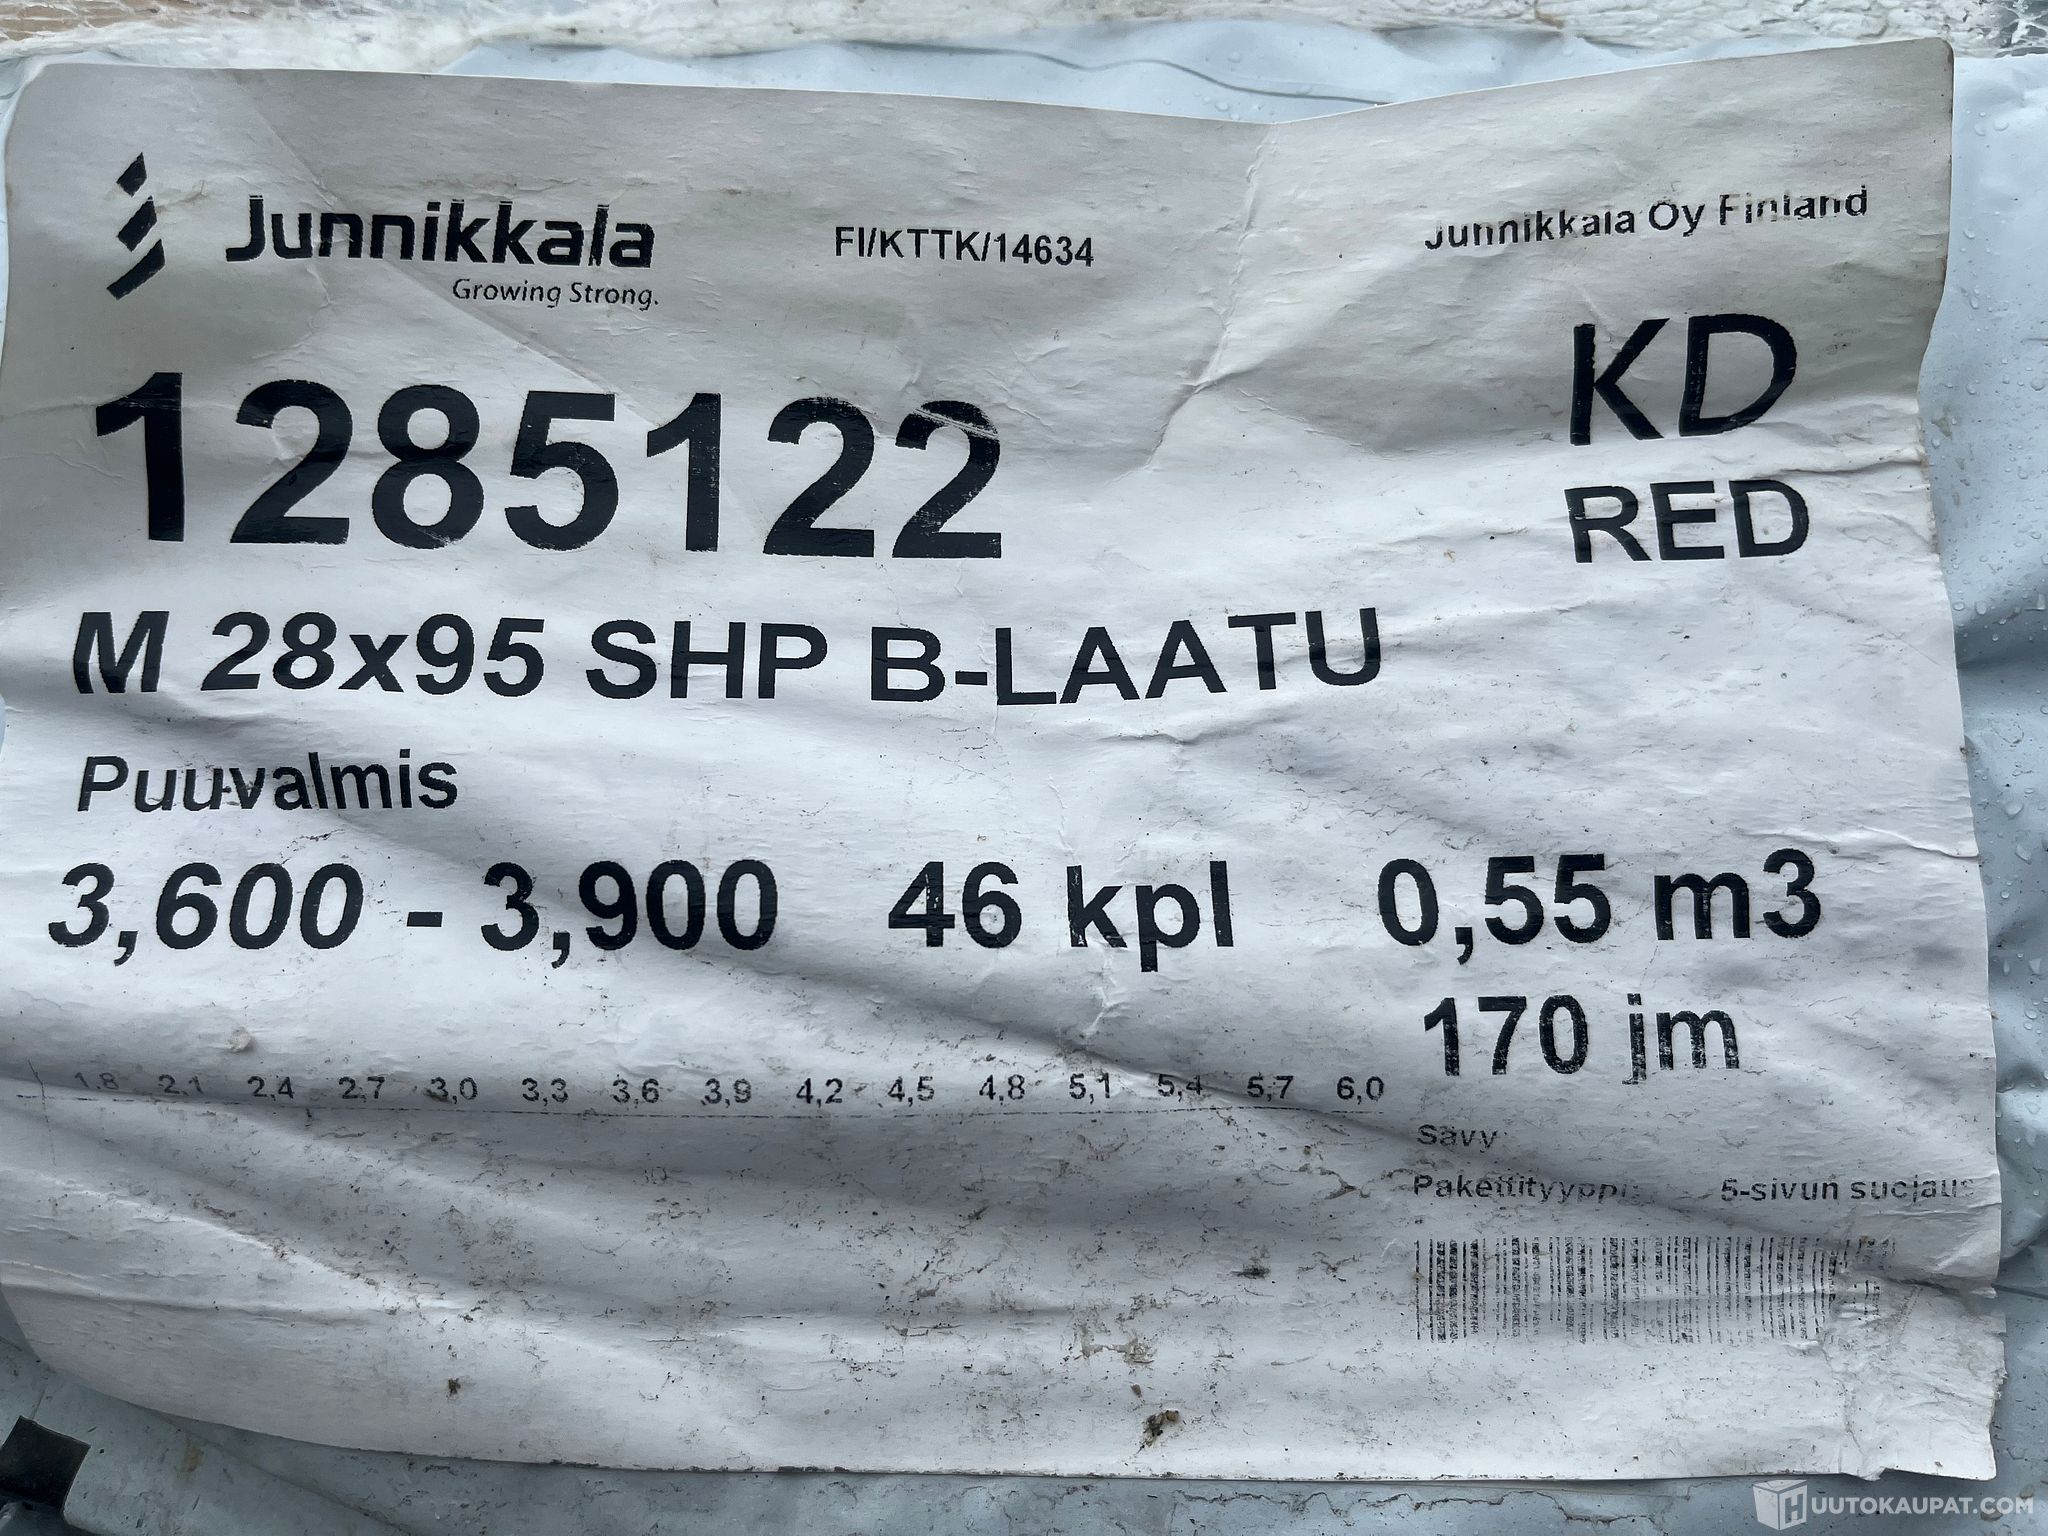 Junnikkala
Growing Strong.
FI/KTTK/14634
Junnikkala Oy Finland
1285122
KD
RED
M 28x95 SHP B-LAATU
Puuvalmis
3,600 - 3,900 46 kpl 0,55 m3
170 jm
1,8 2,1 2,4 2,7 3,0 3,3 3,6 3,9 4,2 4,5 4,8 5,1 5,4 5,7 6,0
Sävy
Pakettityyppi: 5-sivun suojaus
HUUTOKAUPAT.COM